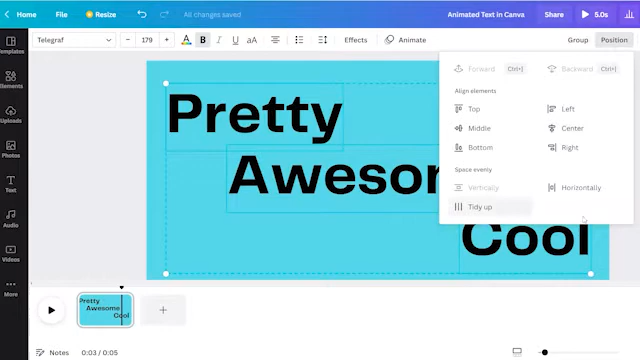 Home File Resize All changes saved Animated Text in Canva Share 5.0s
Telegraf - 179 + A B I U aA Effects Animate Group Position
Templates
Elements
Uploads
Photos
Text
Audio
Videos
More
Pretty
Awesom
Cool
Forward Ctrl+] Backward Ctrl+[
Align elements
Top Left
Middle Center
Bottom Right
Space evenly
Vertically Horizontally
Tidy up
Pretty
Awesome
Cool
+
Notes 0:03 / 0:05